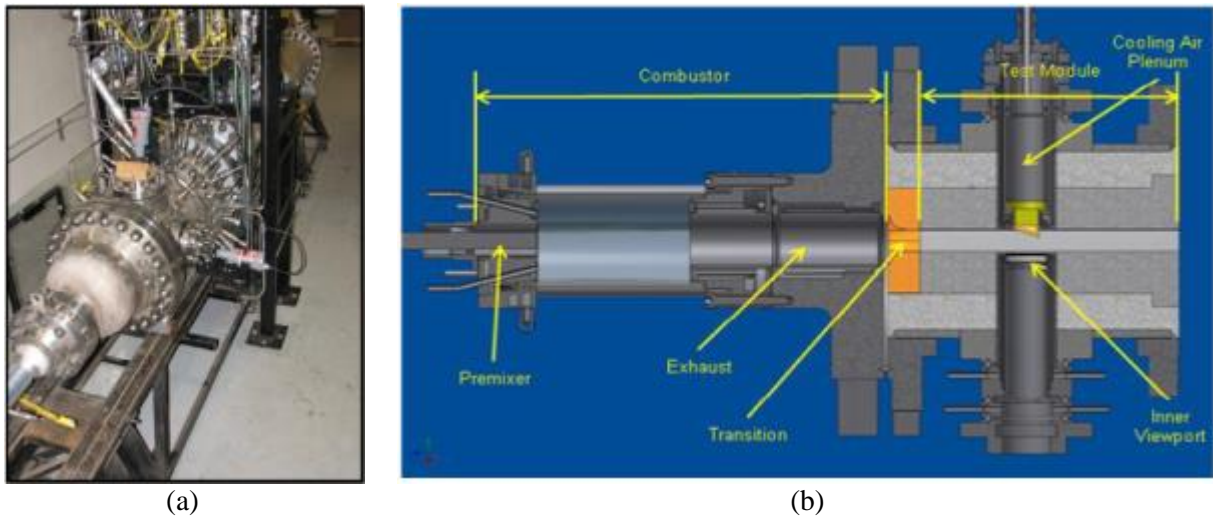 Combustor
Cooling Air
Plenum
Test Module
Premixer
Exhaust
Transition
Inner
Viewport
(a)
(b)